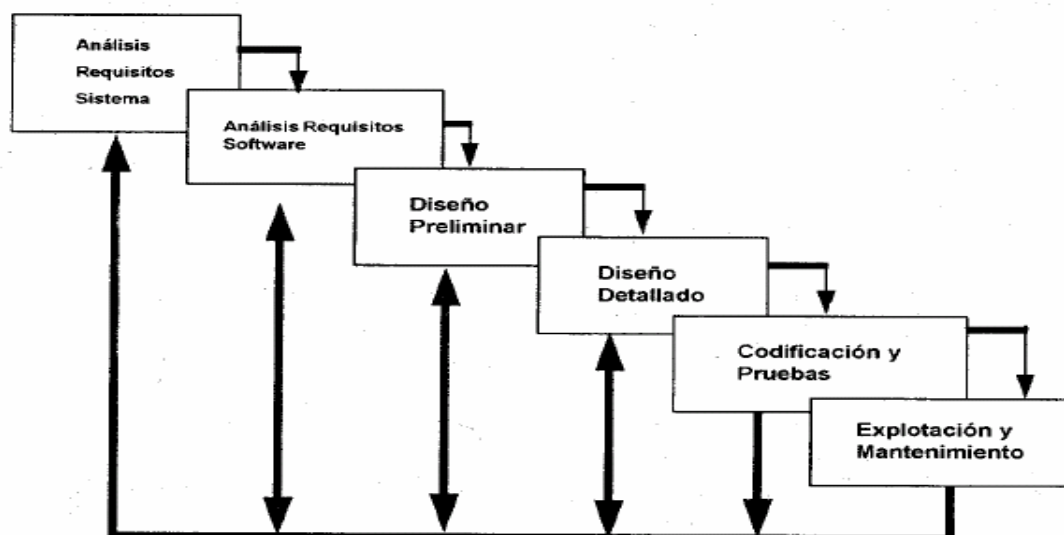 Análisis
Requisitos
Sistema
Análisis Requisitos
Software
Diseño
Preliminar
Diseño
Detallado
Codificación y
Pruebas
Explotación y
Mantenimiento